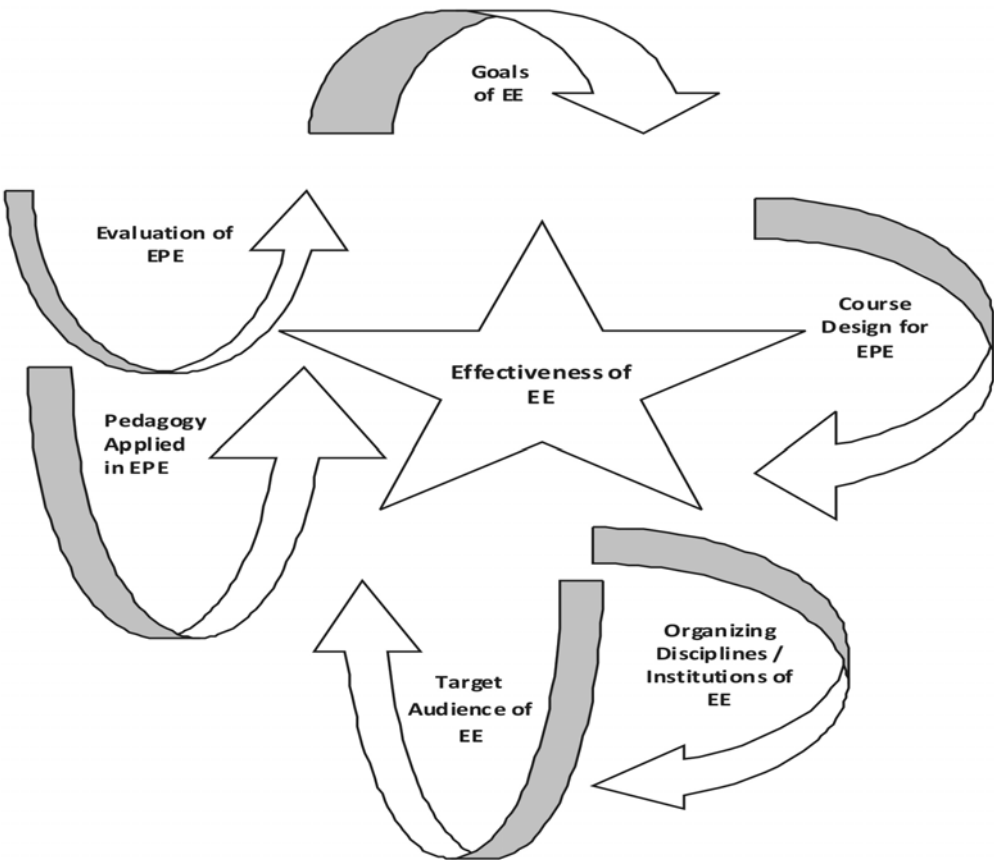 Goals
of EE
Evaluation of
EPE
Course
Design for
EPE
Effectiveness of
EE
Pedagogy
Applied
in EPE
Organizing
Disciplines /
Institutions of
EE
Target
Audience of
EE